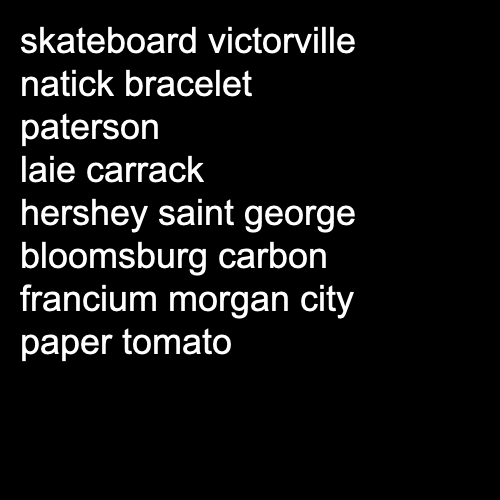 skateboard victorville
natick bracelet
paterson
laie carrack
hershey saint george
bloomsburg carbon
francium morgan city
paper tomato